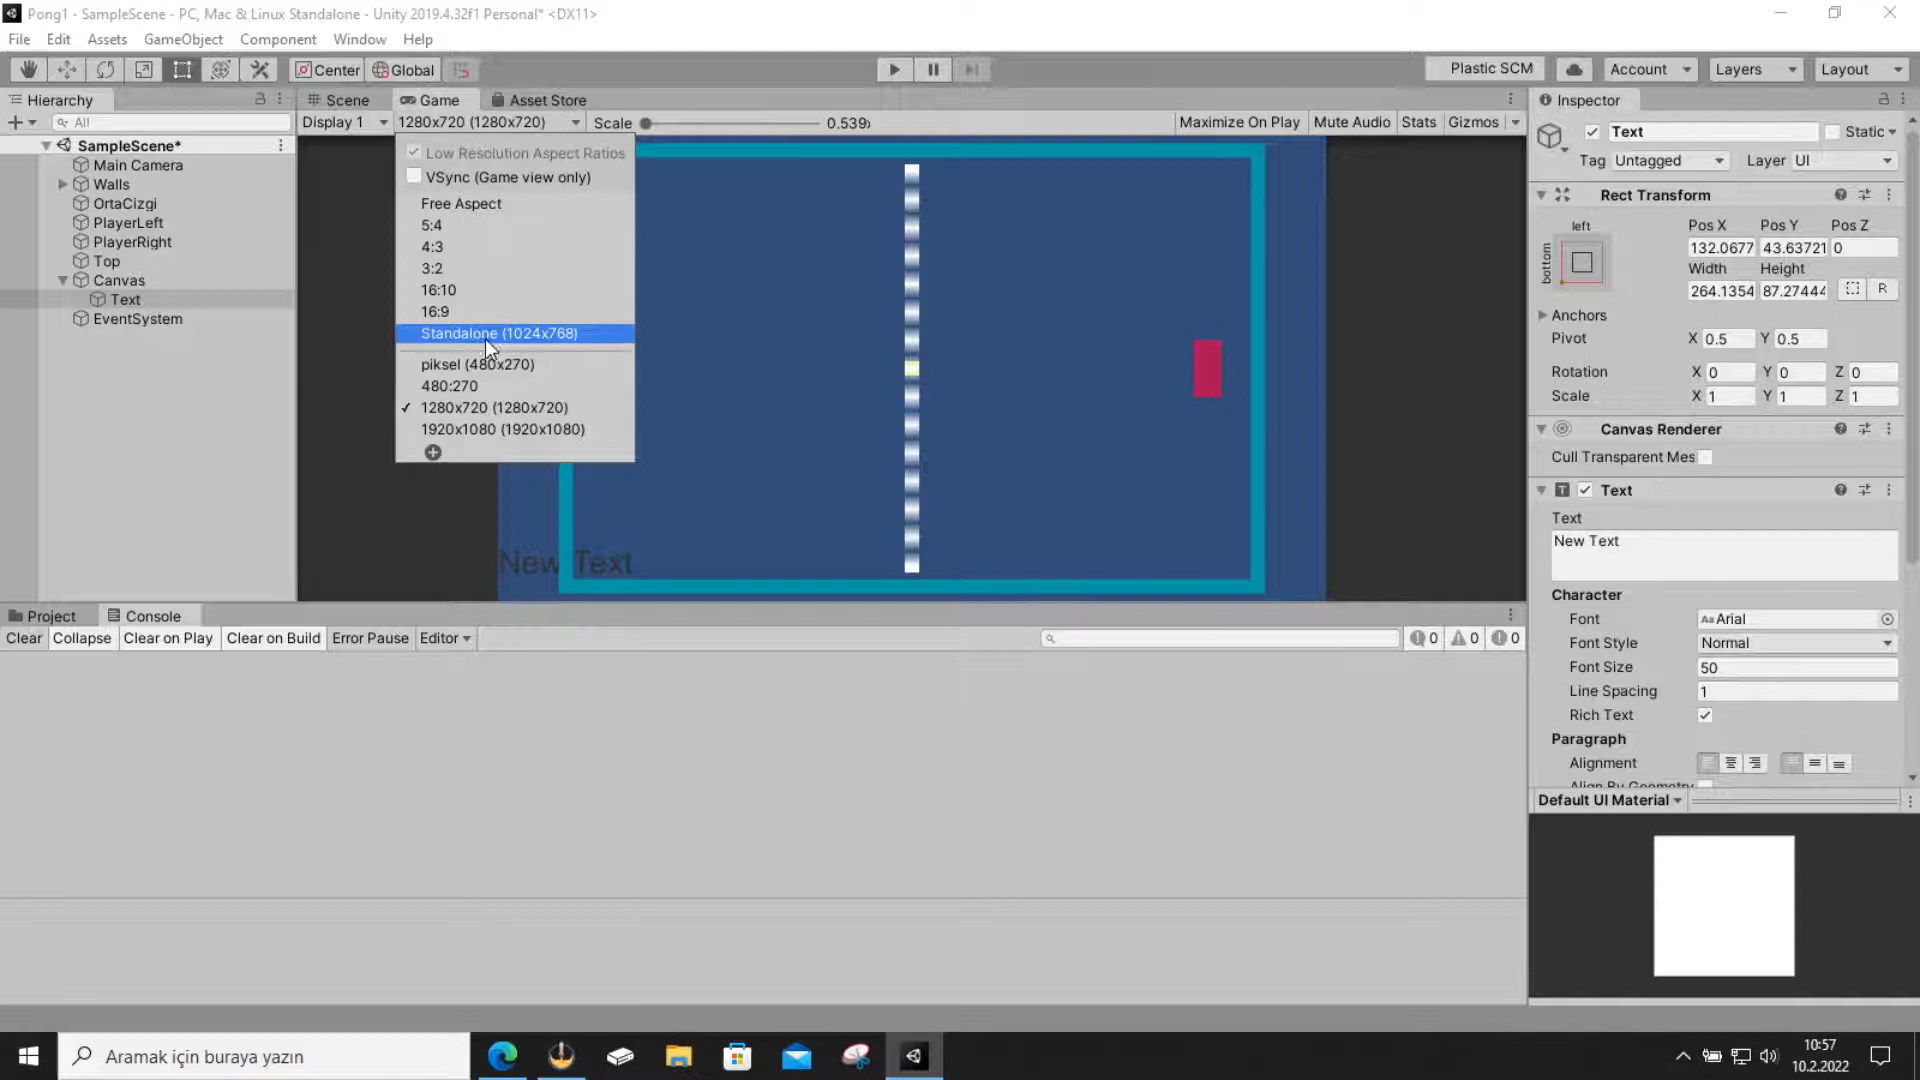 Pong1 - SampleScene - PC, Mac & Linux Standalone - Unity 2019.4.32f1 Personal* <DX11>
File Edit Assets GameObject Component Window Help
Center Global Plastic SCM Account Layers Layout
Hierarchy Scene Game Asset Store Inspector
All Display 1 1280x720 (1280x720) Scale 0.539x Maximize On Play Mute Audio Stats Gizmos
SampleScene*
Main Camera
Walls
OrtaCizgi
PlayerLeft
PlayerRight
Top
Canvas
Text
EventSystem
Low Resolution Aspect Ratios
VSync (Game view only)
Free Aspect
5:4
4:3
3:2
16:10
16:9
Standalone (1024x768)
piksel (480x270)
480:270
1280x720 (1280x720)
1920x1080 (1920x1080)
New Text
Text Static
Tag Untagged Layer UI
Rect Transform
left Pos X Pos Y Pos Z
bottom 132.0677 43.63721 0
Width Height
264.1354 87.27444 R
Anchors
Pivot X 0.5 Y 0.5
Rotation X 0 Y 0 Z 0
Scale X 1 Y 1 Z 1
Canvas Renderer
Cull Transparent Mes
Text
Text
New Text
Character
Font Arial
Font Style Normal
Font Size 50
Line Spacing 1
Rich Text
Paragraph
Alignment
Align By Geometry
Default UI Material
Project Console
Clear Collapse Clear on Play Clear on Build Error Pause Editor 0 0 0
Aramak için buraya yazın
10:57
10.2.2022